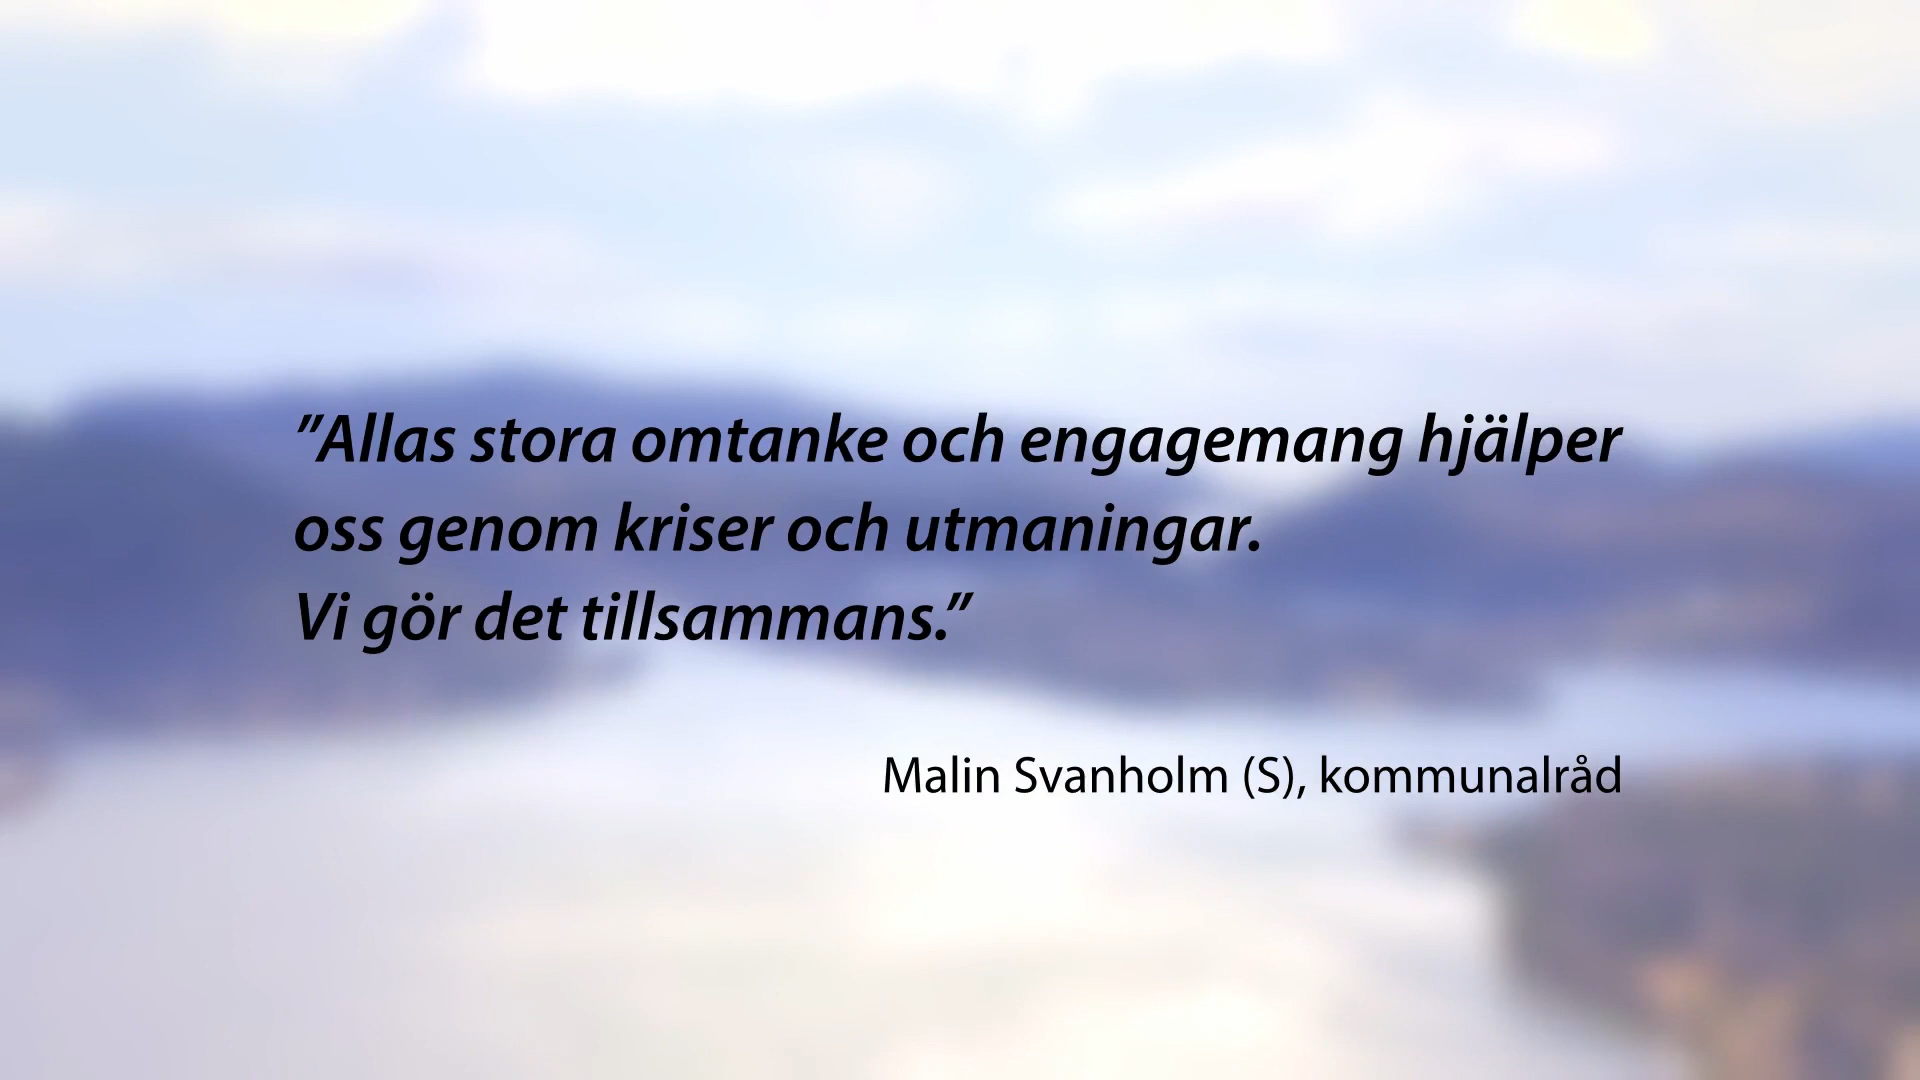 ”Allas stora omtanke och engagemang hjälper
oss genom kriser och utmaningar.
Vi gör det tillsammans.”
Malin Svanholm (S), kommunalråd